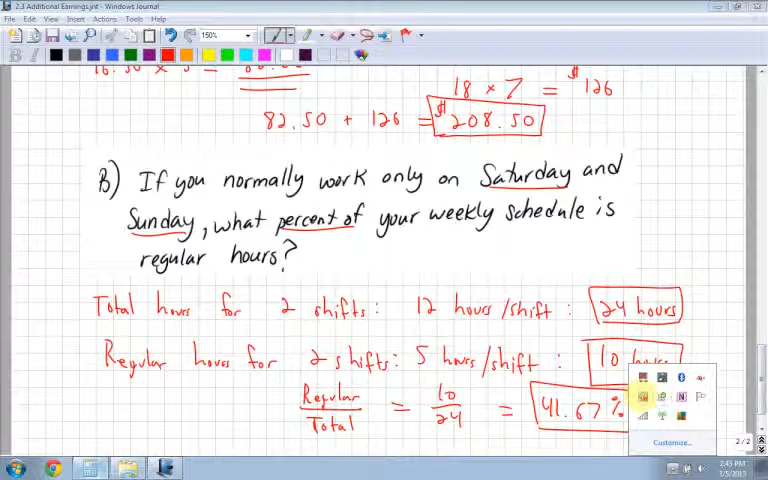 2.3 Additional Earnings.jnt - Windows Journal
File Edit View Insert Actions Tools Help
150%
18 × 7 = $126
82.50 + 126 = $208.50
B) If you normally work only on Saturday and
Sunday, what percent of your weekly schedule is
regular hours?
Total hours for 2 shifts: 12 hours/shift: 24 hours
Regular hours for 2 shifts: 5 hours/shift: 10 hours
Regular
Total
= 10
24
= 41.67%
Customize...
2/2
2:43 PM
3/5/2013